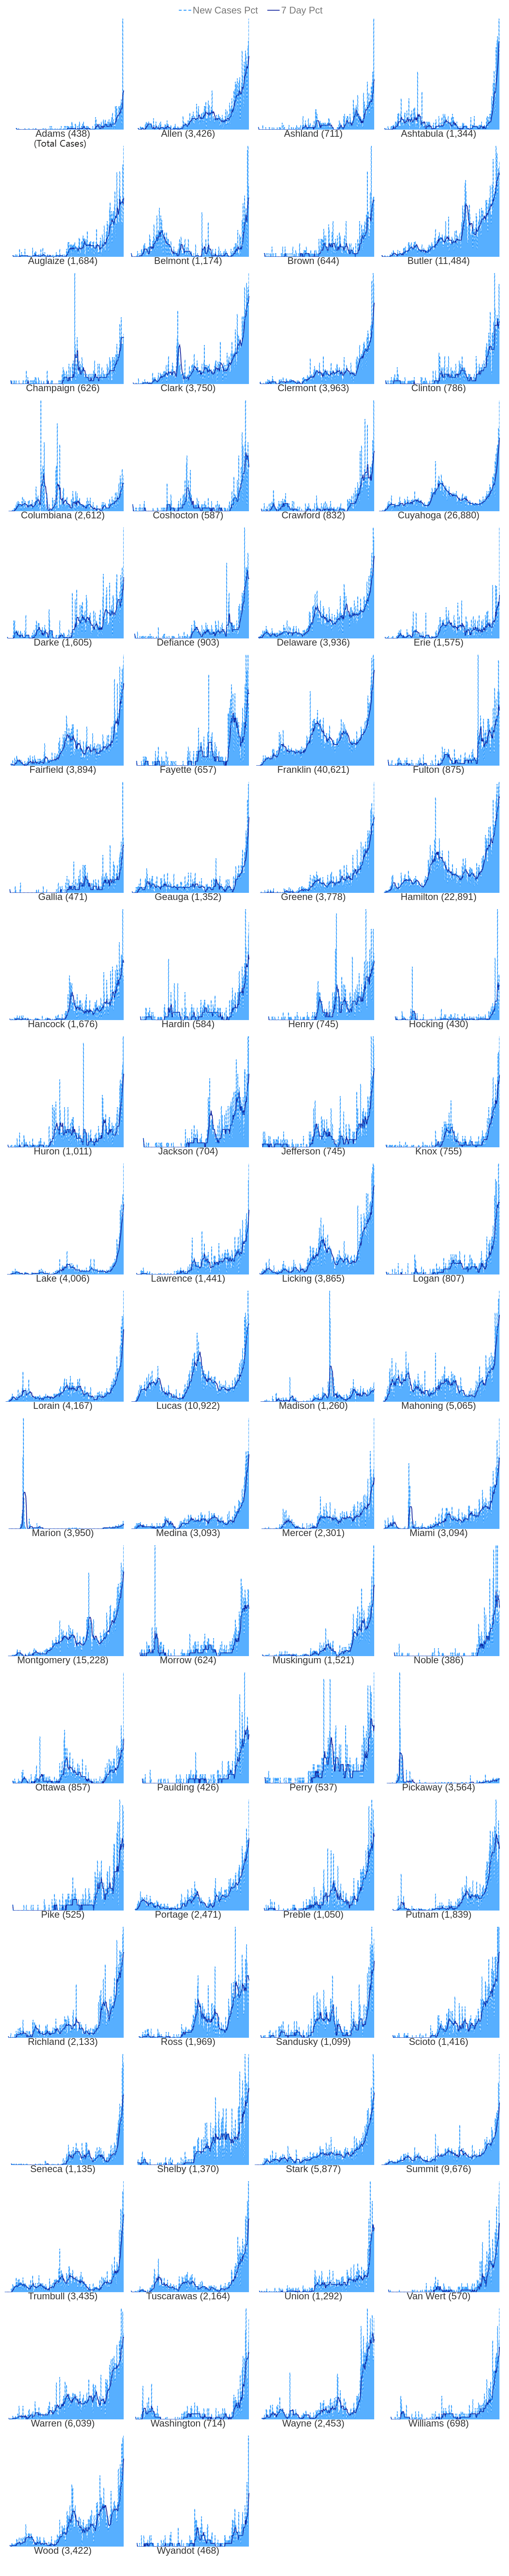 New Cases Pct 7 Day Pct
Adams (438) Allen (3,426) Ashland (711) Ashtabula (1,344)
(Total Cases)
Auglaize (1,684) Belmont (1,174) Brown (644) Butler (11,484)
Champaign (626) Clark (3,750) Clermont (3,963) Clinton (786)
Columbiana (2,612) Coshocton (587) Crawford (832) Cuyahoga (26,880)
Darke (1,605) Defiance (903) Delaware (3,936) Erie (1,575)
Fairfield (3,894) Fayette (657) Franklin (40,621) Fulton (875)
Gallia (471) Geauga (1,352) Greene (3,778) Hamilton (22,891)
Hancock (1,676) Hardin (584) Henry (745) Hocking (430)
Huron (1,011) Jackson (704) Jefferson (745) Knox (755)
Lake (4,006) Lawrence (1,441) Licking (3,865) Logan (807)
Lorain (4,167) Lucas (10,922) Madison (1,260) Mahoning (5,065)
Marion (3,950) Medina (3,093) Mercer (2,301) Miami (3,094)
Montgomery (15,228) Morrow (624) Muskingum (1,521) Noble (386)
Ottawa (857) Paulding (426) Perry (537) Pickaway (3,564)
Pike (525) Portage (2,471) Preble (1,050) Putnam (1,839)
Richland (2,133) Ross (1,969) Sandusky (1,099) Scioto (1,416)
Seneca (1,135) Shelby (1,370) Stark (5,877) Summit (9,676)
Trumbull (3,435) Tuscarawas (2,164) Union (1,292) Van Wert (570)
Warren (6,039) Washington (714) Wayne (2,453) Williams (698)
Wood (3,422) Wyandot (468)